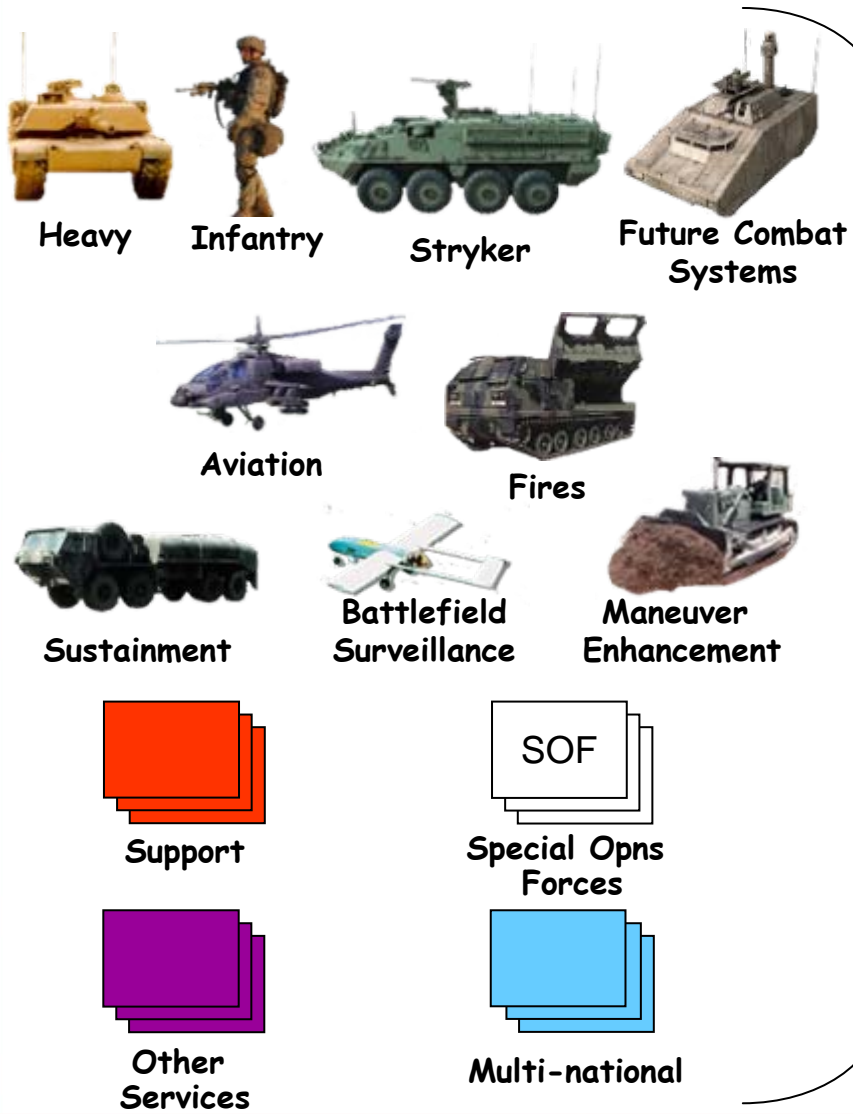 Heavy
Infantry
Stryker
Future Combat
Systems
Aviation
Fires
Sustainment
Battlefield
Surveillance
Maneuver
Enhancement
Support
SOF
Special Opns
Forces
Other
Services
Multi-national